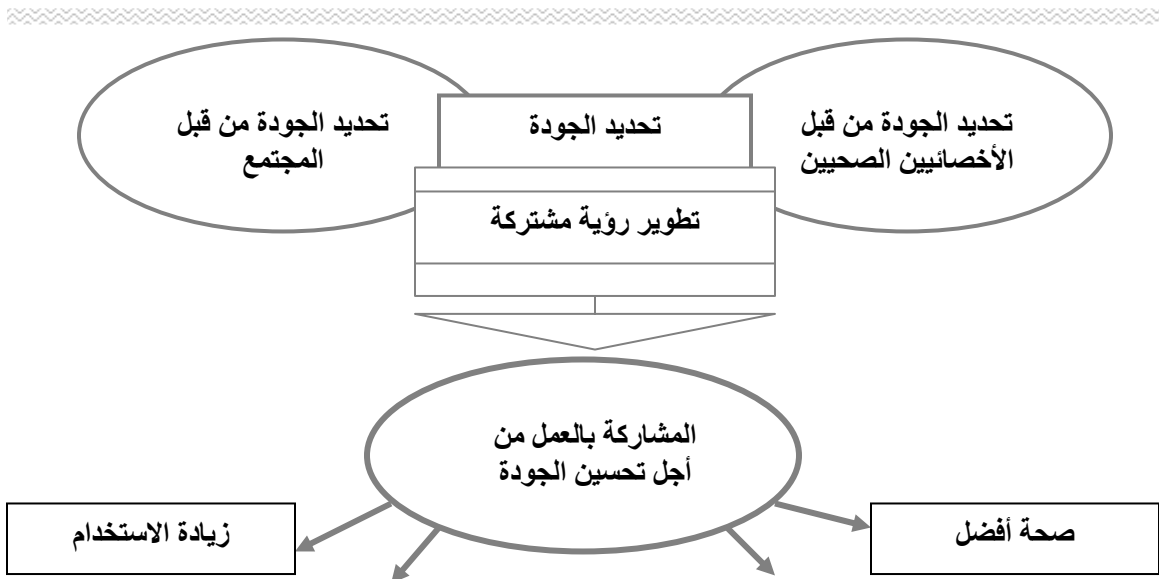 تحديد الجودة من قبل
الأخصائيين الصحيين
تحديد الجودة
تحديد الجودة من قبل
المجتمع
تطوير رؤية مشتركة
المشاركة بالعمل من
أجل تحسين الجودة
صحة أفضل
زيادة الاستخدام